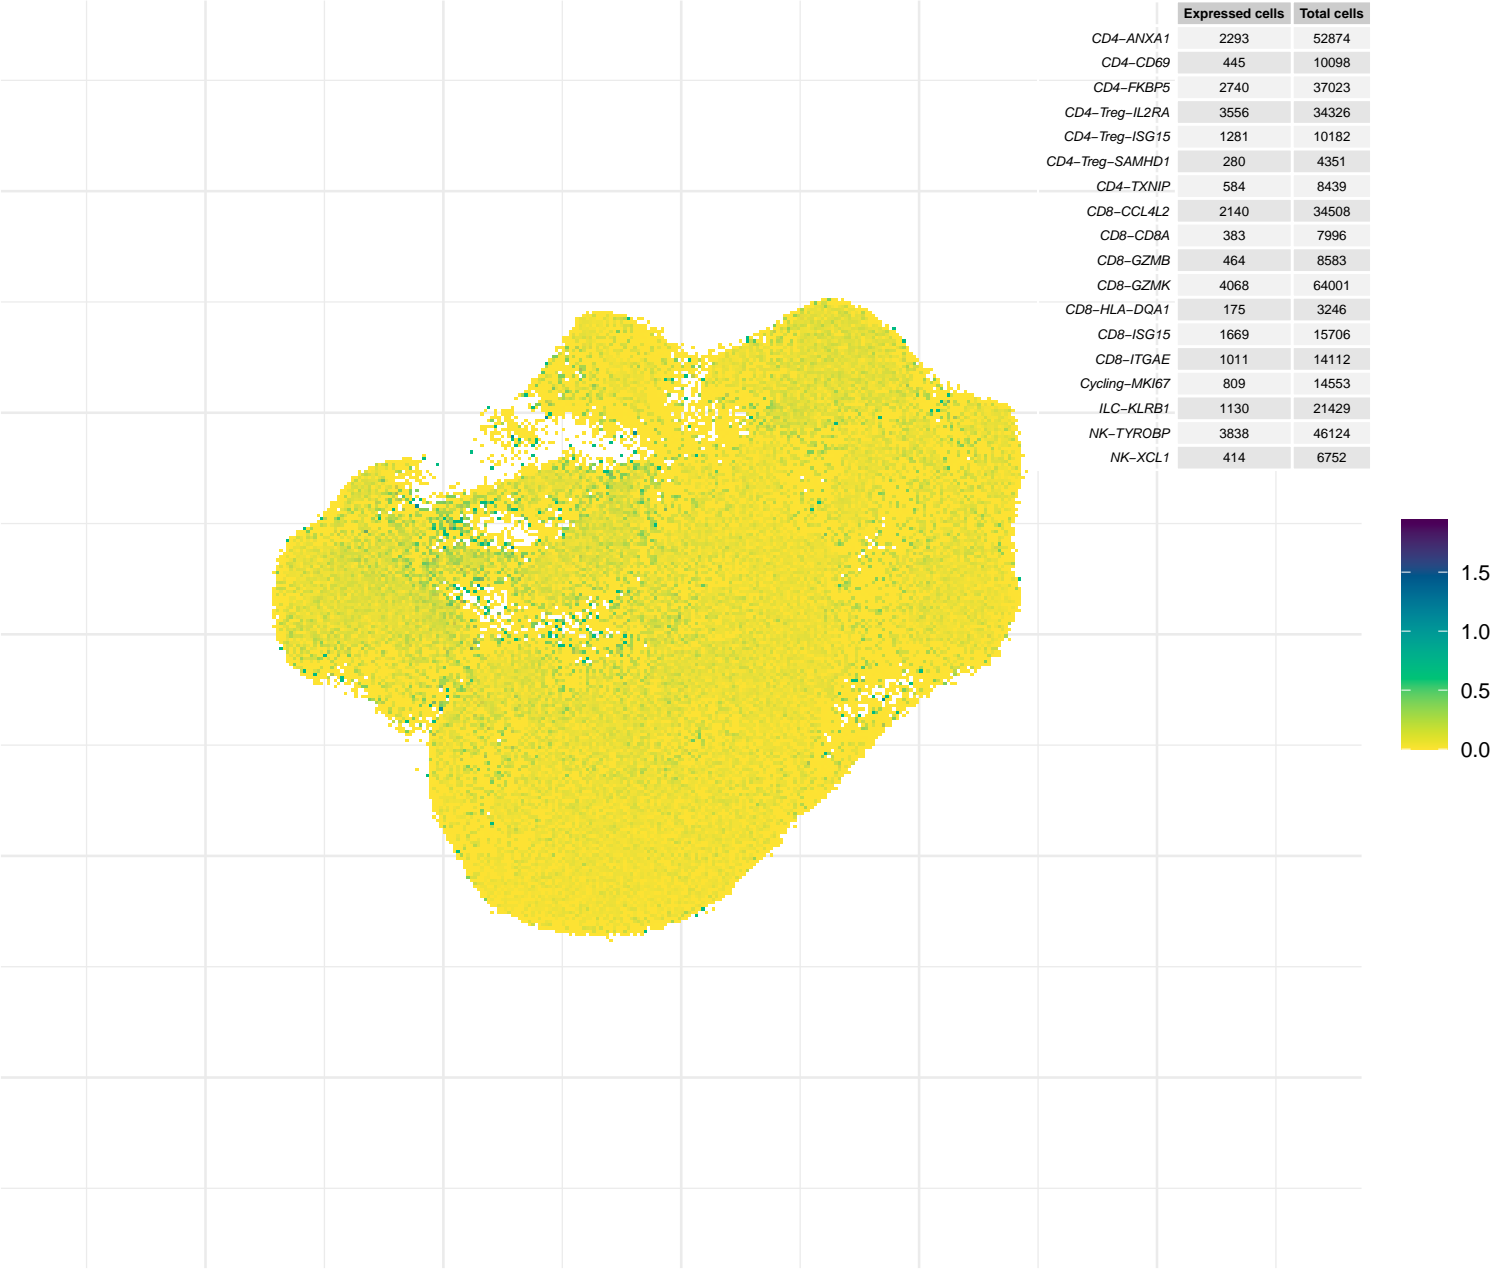 Expressed cells Total cells
CD4−ANXA1 2293 52874
CD4−CD69 445 10098
CD4−FKBP5 2740 37023
CD4−Treg−IL2RA 3556 34326
CD4−Treg−ISG15 1281 10182
CD4−Treg−SAMHD1 280 4351
CD4−TXNIP 584 8439
CD8−CCL4L2 2140 34508
CD8−CD8A 383 7996
CD8−GZMB 464 8583
CD8−GZMK 4068 64001
CD8−HLA−DQA1 175 3246
CD8−ISG15 1669 15706
CD8−ITGAE 1011 14112
Cycling−MKI67 809 14553
ILC−KLRB1 1130 21429
NK−TYROBP 3838 46124
NK−XCL1 414 6752
1.5
1.0
0.5
0.0